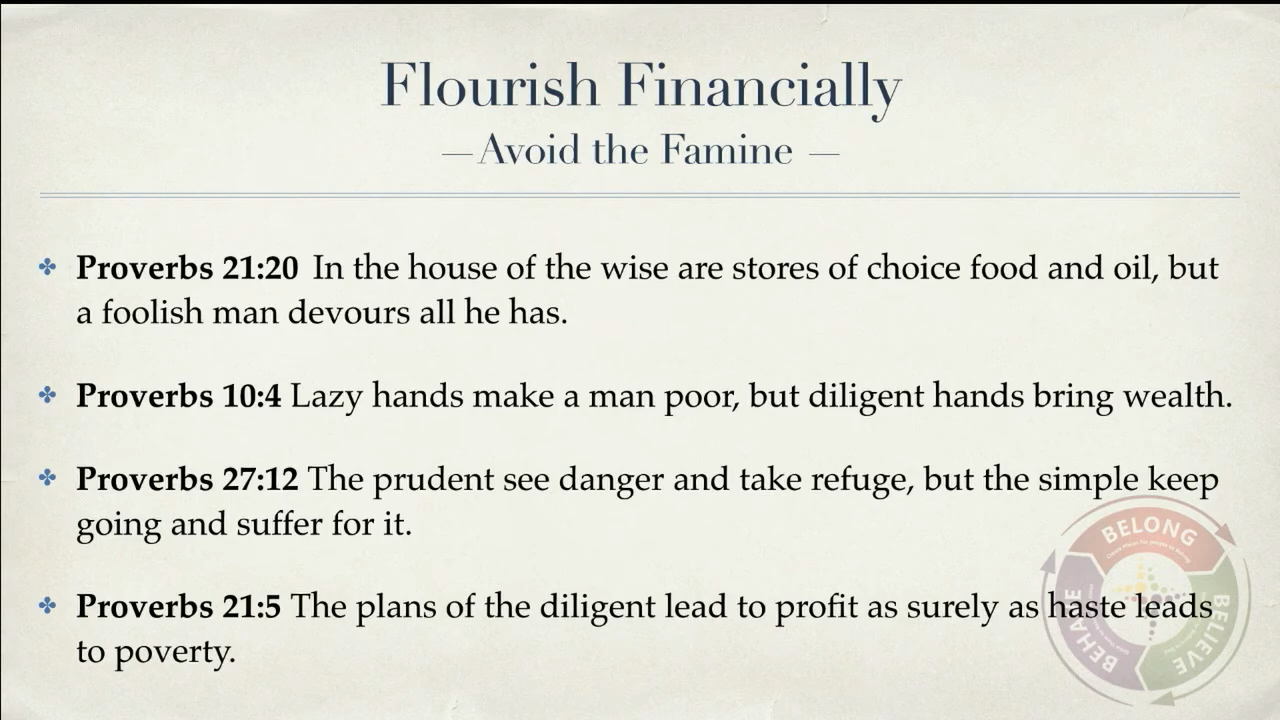 Flourish Financially
—Avoid the Famine —
Proverbs 21:20 In the house of the wise are stores of choice food and oil, but
a foolish man devours all he has.
Proverbs 10:4 Lazy hands make a man poor, but diligent hands bring wealth.
Proverbs 27:12 The prudent see danger and take refuge, but the simple keep
going and suffer for it.
Proverbs 21:5 The plans of the diligent lead to profit as surely as haste leads
to poverty.
BELONG
BELIEVE
BEHAVE